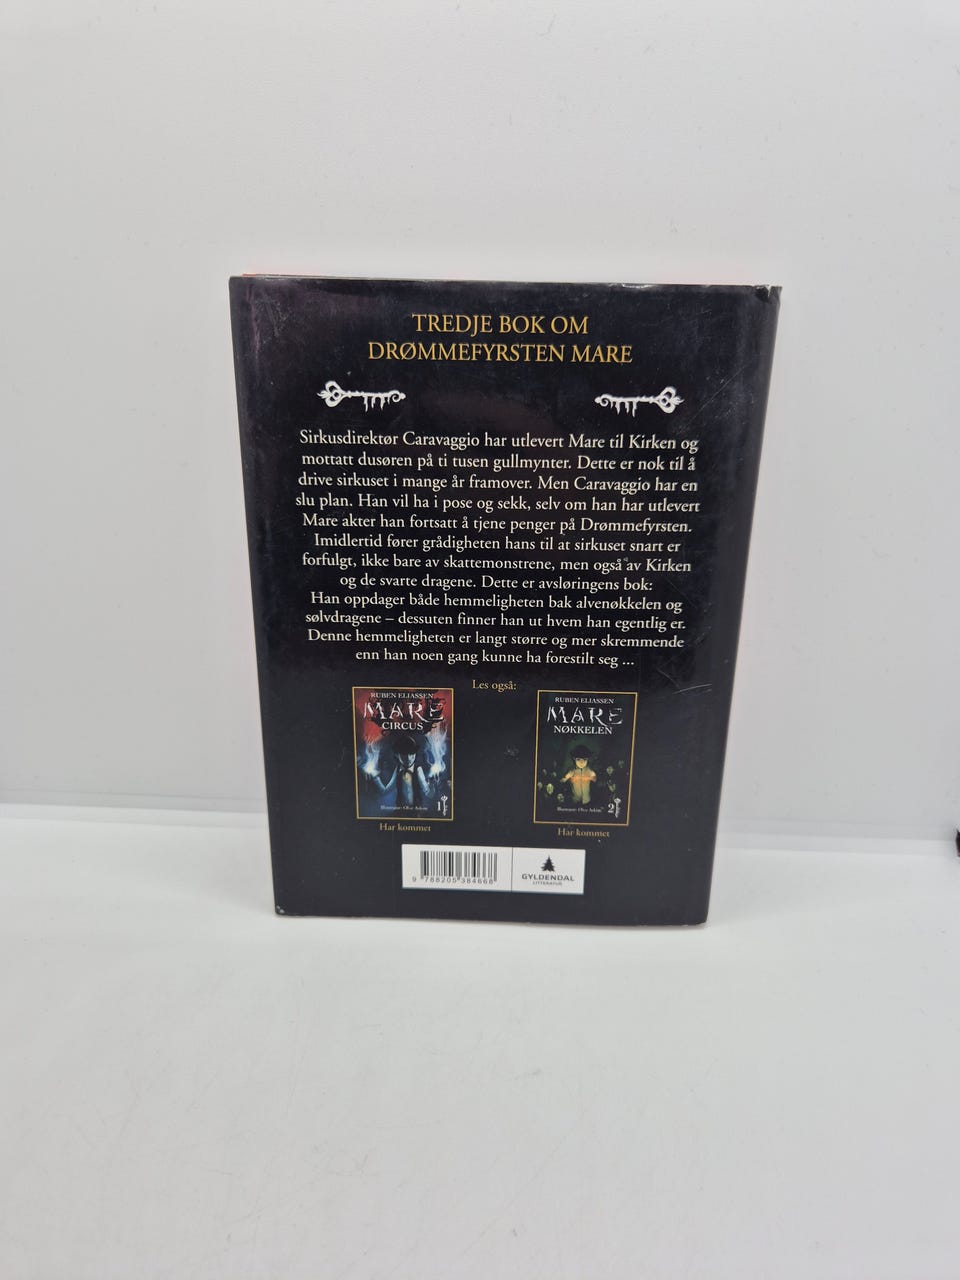 TREDJE BOK OM
DRØMMEFYRSTEN MARE
Sirkusdirektør Caravaggio har utlevert Mare til Kirken og
mottatt dusøren på ti tusen gullmynter. Dette er nok til å
drive sirkuset i mange år framover. Men Caravaggio har en
slu plan. Han vil ha i pose og sekk, selv om han har utlevert
Mare akter han fortsatt å tjene penger på Drømmefyrsten.
Imidlertid fører grådigheten hans til at sirkuset snart er
forfulgt, ikke bare av skattemonstrene, men også av Kirken
og de svarte dragene. Dette er avsløringens bok:
Han oppdager både hemmeligheten bak alvenøkkelen og
sølvdragene – dessuten finner han ut hvem han egentlig er.
Denne hemmeligheten er langt større og mer skremmende
enn han noen gang kunne ha forestilt seg ...
Les også:
RUBEN ELIASSEN
MARE
CIRCUS
1
Har kommet
RUBEN ELIASSEN
MARE
NØKKELEN
2
Har kommet
9 788205 384668
GYLDENDAL
LITTERATUR